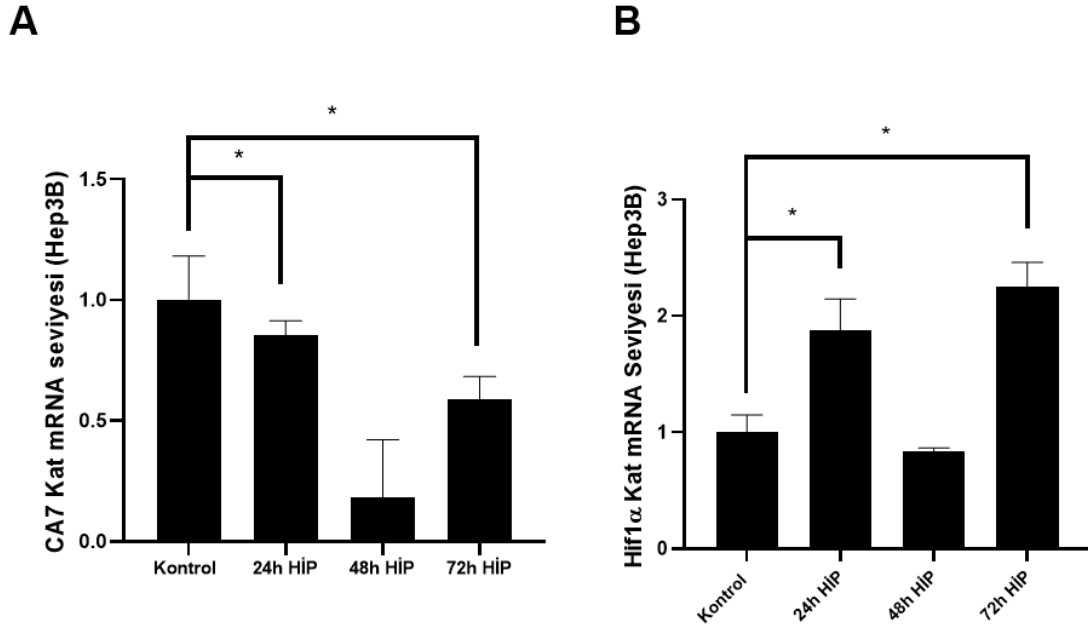 A
CA7 Kat mRNA seviyesi (Hep3B)
*
*
1.5
1.0
0.5
0.0
Kontrol 24h HİP 48h HİP 72h HİP
B
Hif1α Kat mRNA Seviyesi (Hep3B)
*
*
3
2
1
0
Kontrol 24h HİP 48h HİP 72h HİP